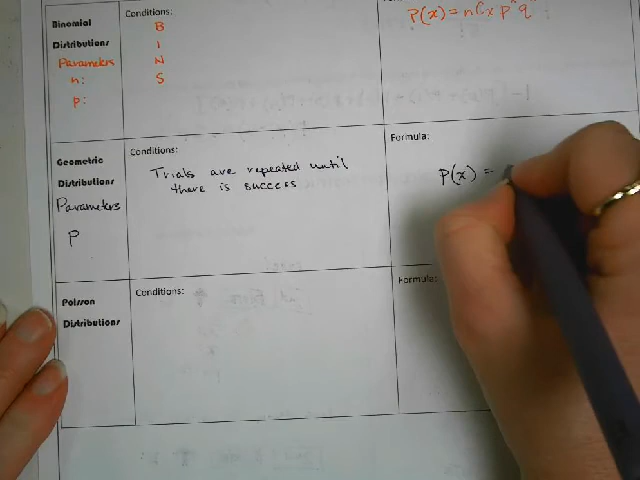 Binomial
Distributions
Parameters
n:
p:
Conditions:
B
I
N
S
P(x) = nCx p q
Geometric
Distributions
Parameters
P
Conditions:
Trials are repeated until
there is success
Formula:
P(x) =
Poisson
Distributions
Conditions:
Formula: